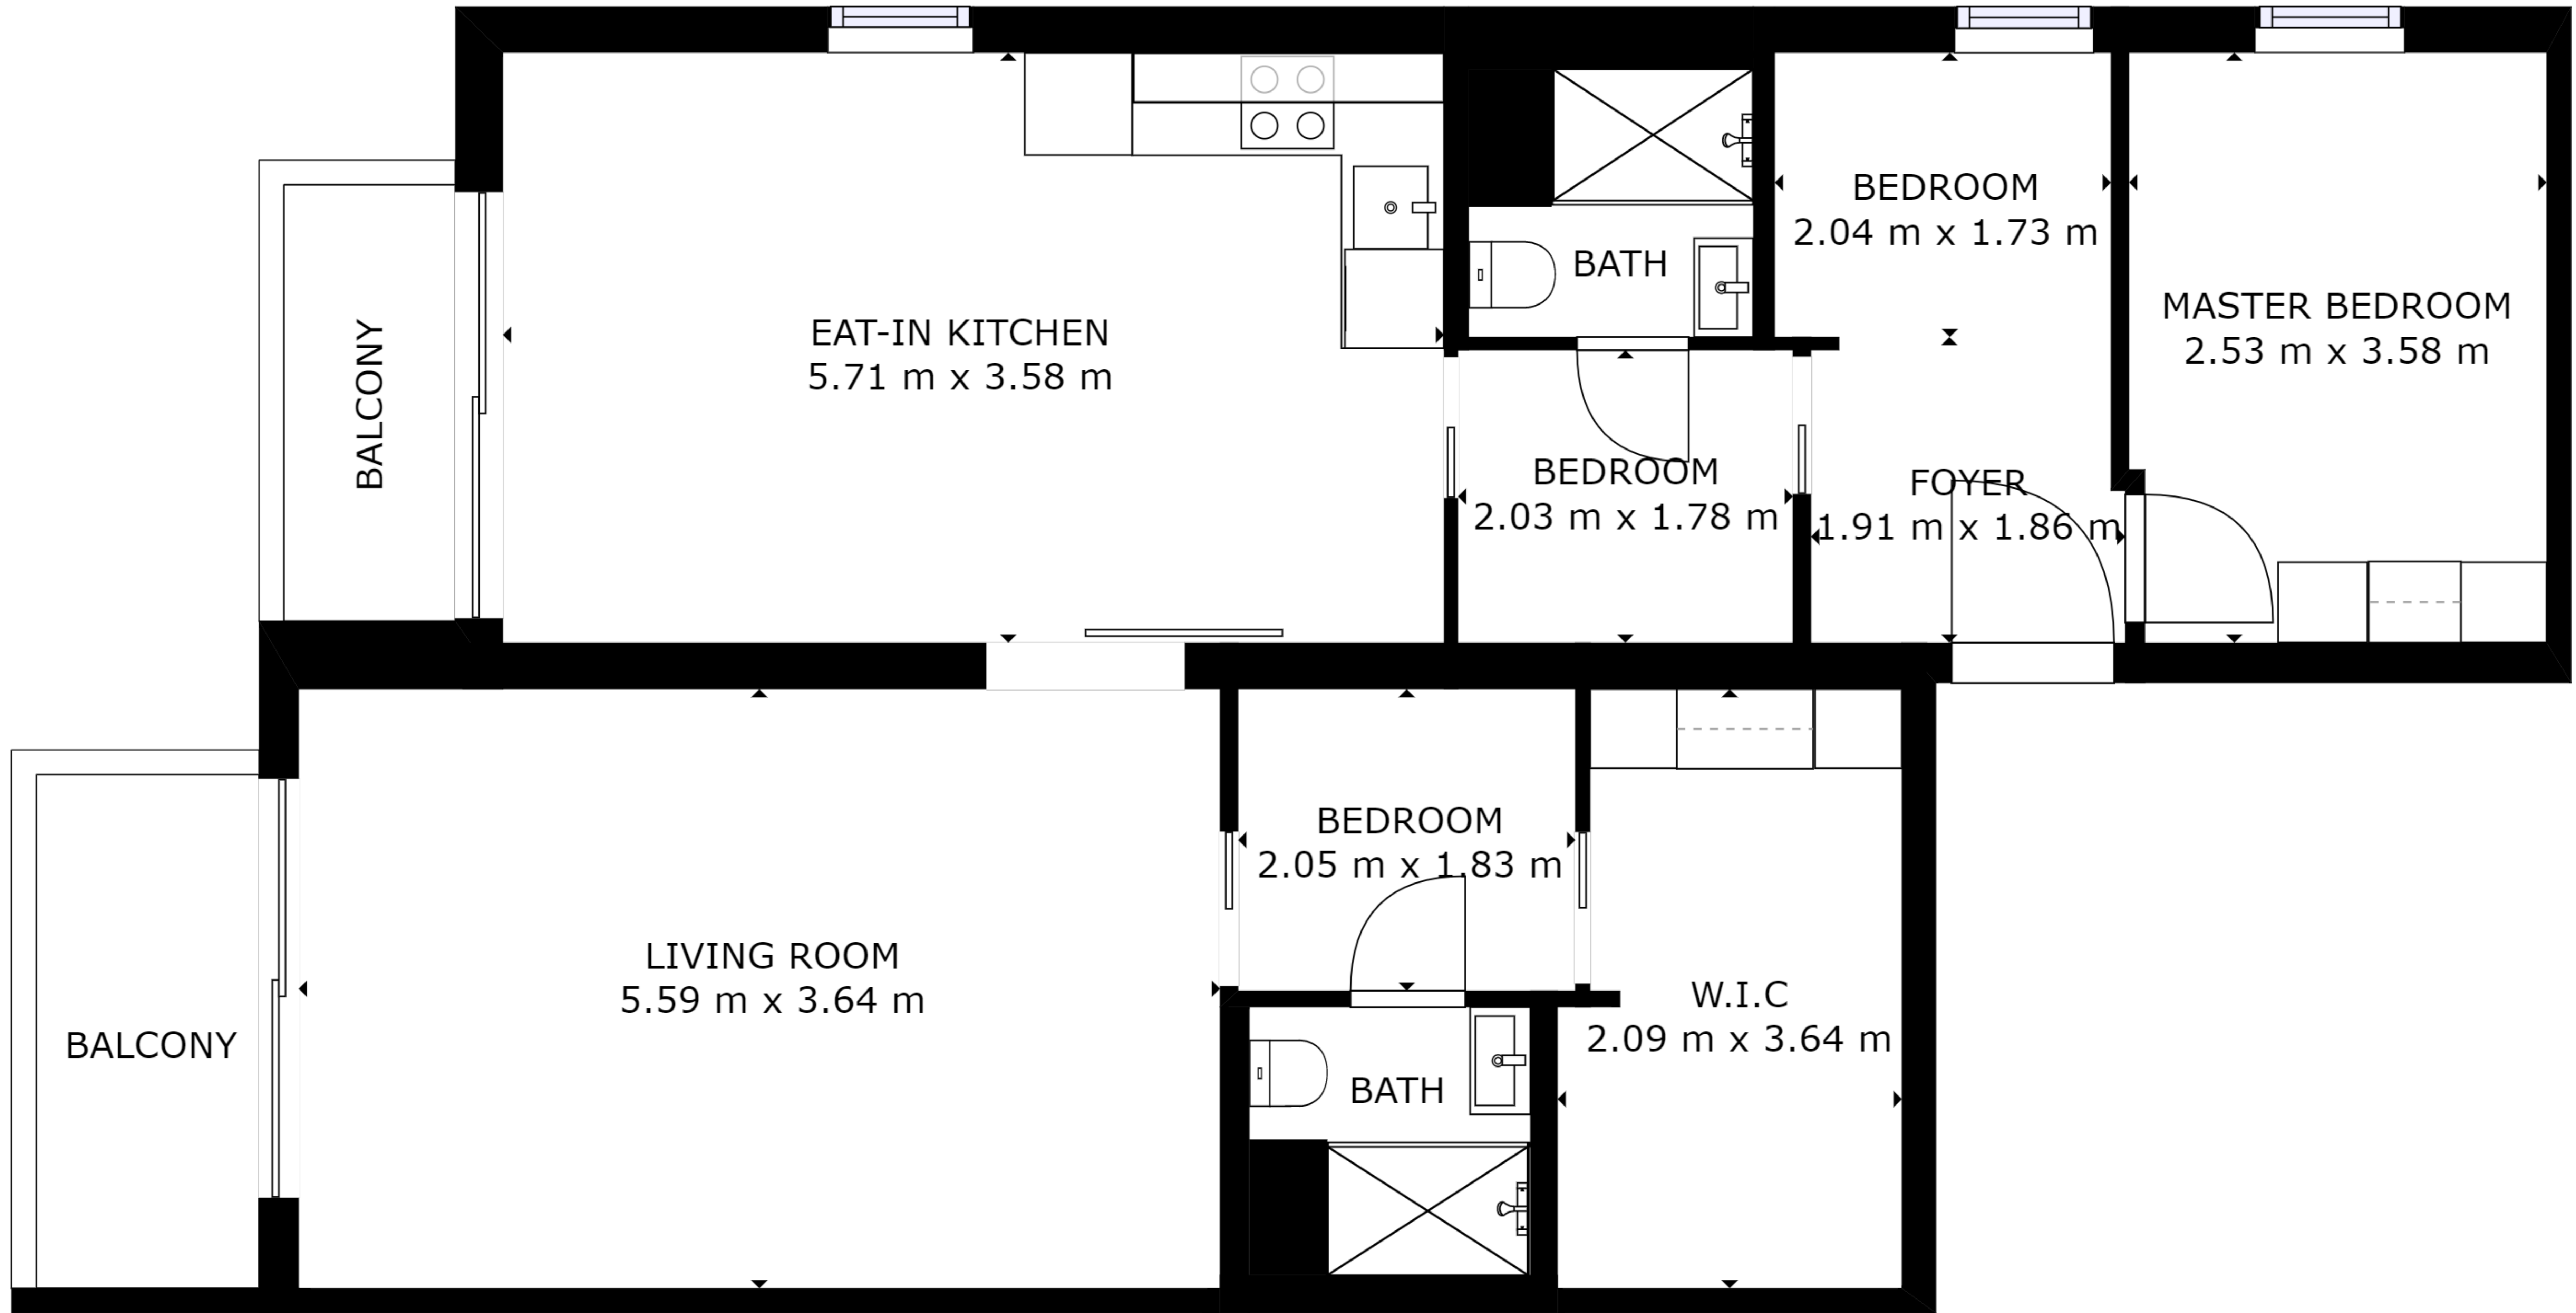 BEDROOM
2.04 m x 1.73 m
BATH
MASTER BEDROOM
2.53 m x 3.58 m
EAT-IN KITCHEN
5.71 m x 3.58 m
BALCONY
BEDROOM
2.03 m x 1.78 m
FOYER
1.91 m x 1.86 m
BEDROOM
2.05 m x 1.83 m
LIVING ROOM
5.59 m x 3.64 m
W.I.C
2.09 m x 3.64 m
BALCONY
BATH